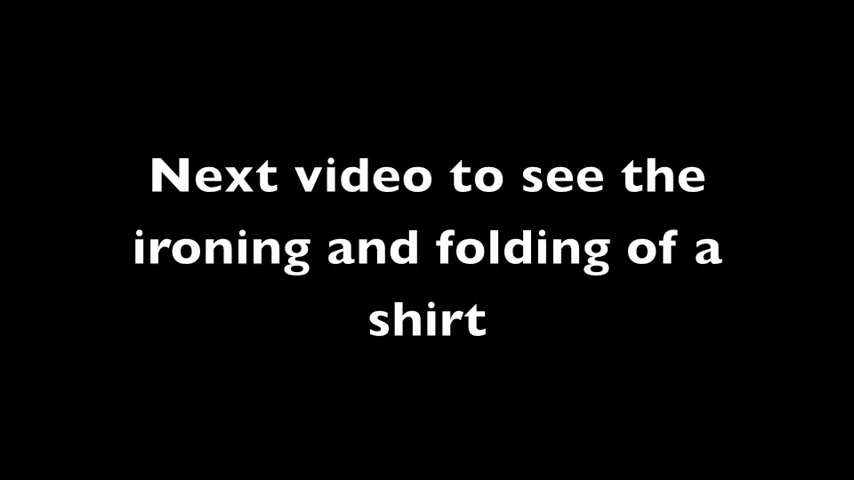 Next video to see the
ironing and folding of a
shirt